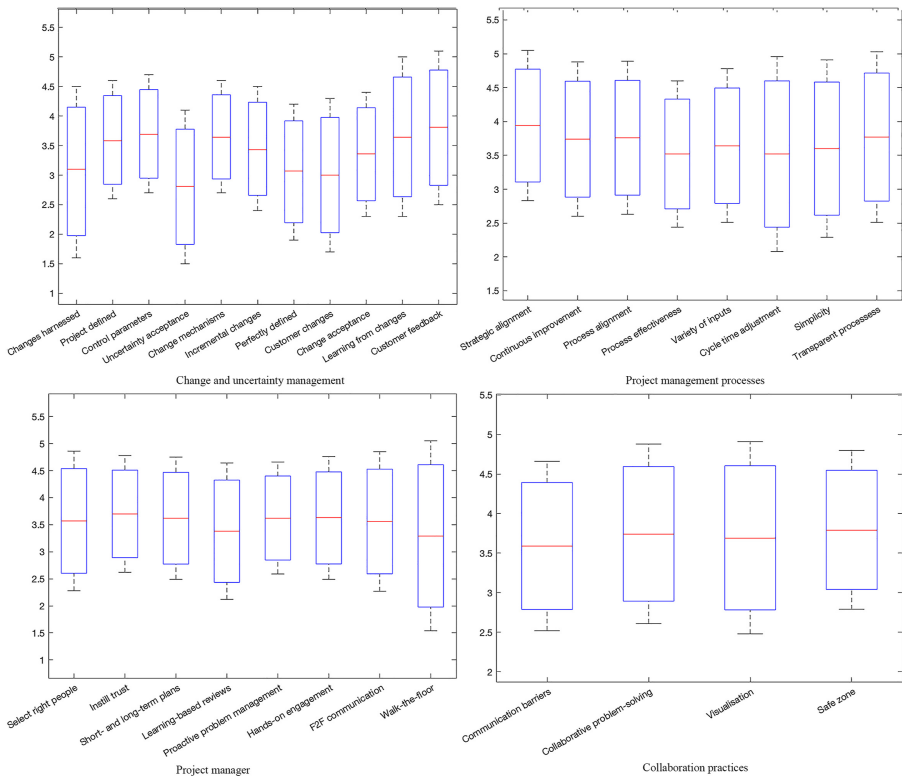 5.5
5
4.5
4
3.5
3
2.5
2
1.5
1
Changes harnessed
Project defined
Control parameters
Uncertainty acceptance
Change mechanisms
Incremental changes
Perfectly defined
Customer changes
Change acceptance
Learning from changes
Customer feedback
Change and uncertainty management
5.5
5
4.5
4
3.5
3
2.5
2
1.5
Strategic alignment
Continuous improvement
Process alignment
Process effectiveness
Variety of inputs
Cycle time adjustment
Simplicity
Transparent processess
Project management processes
5.5
5
4.5
4
3.5
3
2.5
2
1.5
1
Select right people
Instill trust
Short- and long-term plans
Learning-based reviews
Proactive problem management
Hands-on engagement
F2F communication
Walk-the-floor
Project manager
5.5
5
4.5
4
3.5
3
2.5
2
Communication barriers
Collaborative problem-solving
Visualisation
Safe zone
Collaboration practices